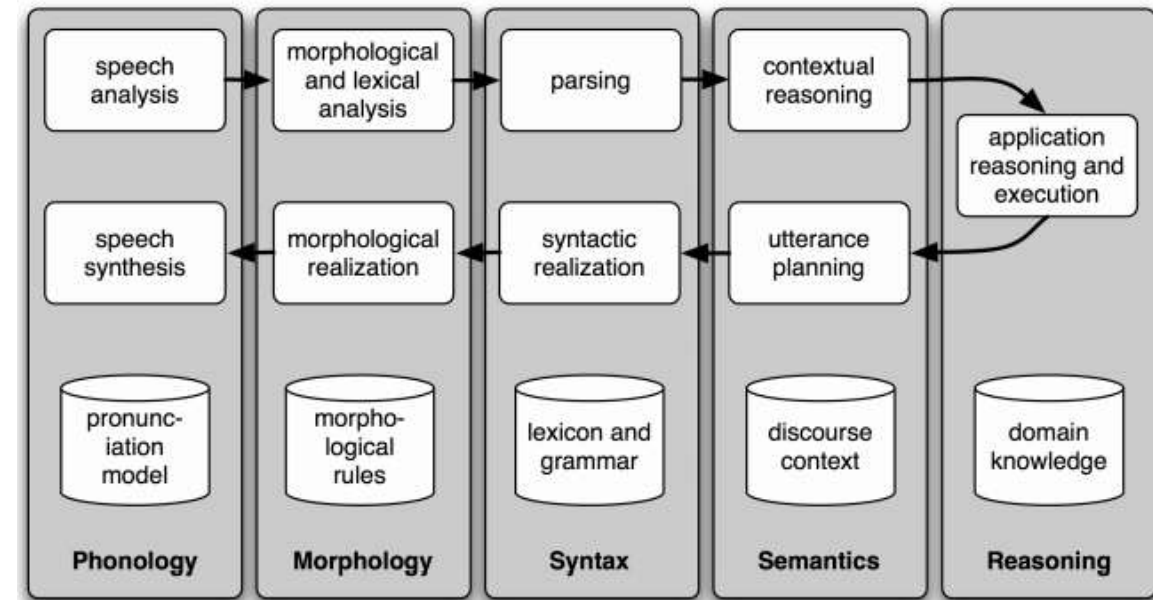 speech
analysis
morphological
and lexical
analysis
parsing
contextual
reasoning
application
reasoning and
execution
speech
synthesis
morphological
realization
syntactic
realization
utterance
planning
pronunc-
iation
model
morpho-
logical
rules
lexicon and
grammar
discourse
context
domain
knowledge
Phonology
Morphology
Syntax
Semantics
Reasoning